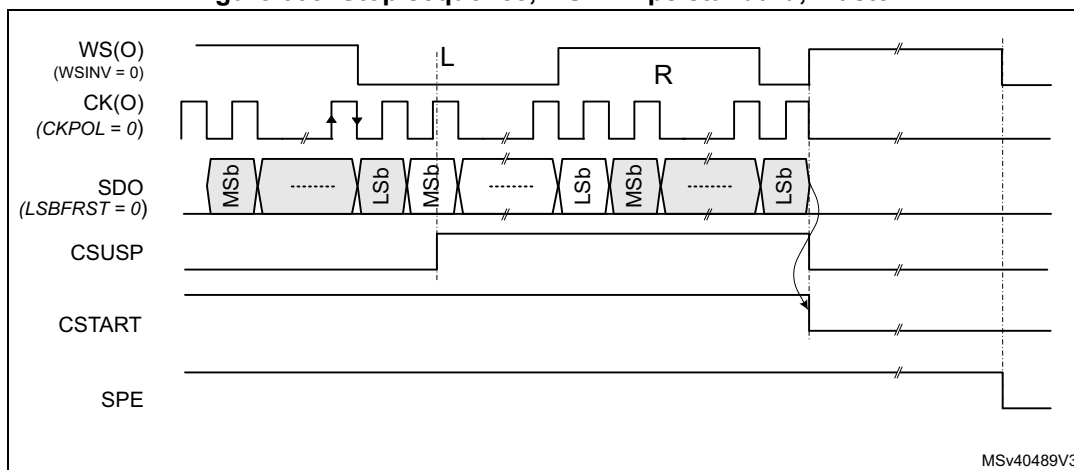 WS(O)
(WSINV = 0)
L
R
CK(O)
(CKPOL = 0)
SDO
(LSBFRST = 0)
MSb
--------
LSb
MSb
--------
LSb
MSb
--------
LSb
CSUSP
CSTART
SPE
MSv40489V3